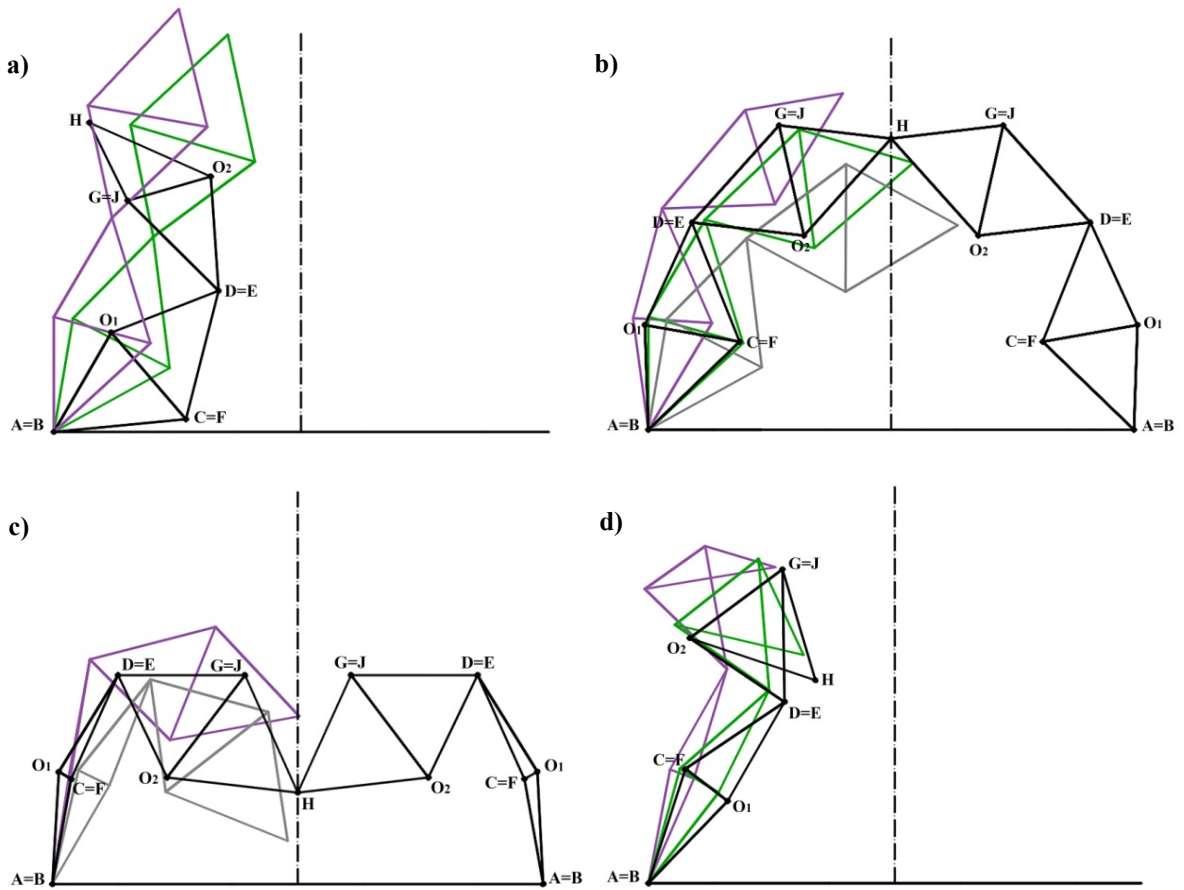 a)
H
O2
G=J
D=E
O1
C=F
A=B
b)
G=J
H
G=J
D=E
D=E
O2
O2
O1
O1
C=F
C=F
A=B
A=B
c)
D=E
G=J
G=J
D=E
O1
O1
C=F
O2
O2
C=F
H
A=B
A=B
d)
G=J
O2
H
D=E
C=F
O1
A=B